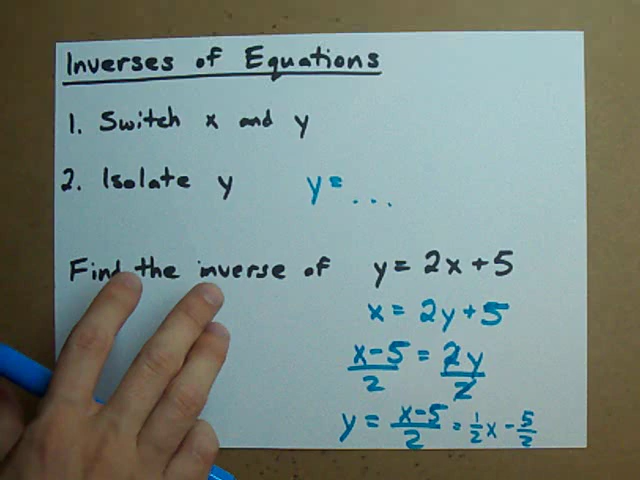 Inverses of Equations
1. Switch x and y
2. Isolate y y = ...
Find the inverse of y = 2x + 5
x = 2y + 5
x-5/2 = 2y/2
y = x-5/2 = 1/2 x - 5/2